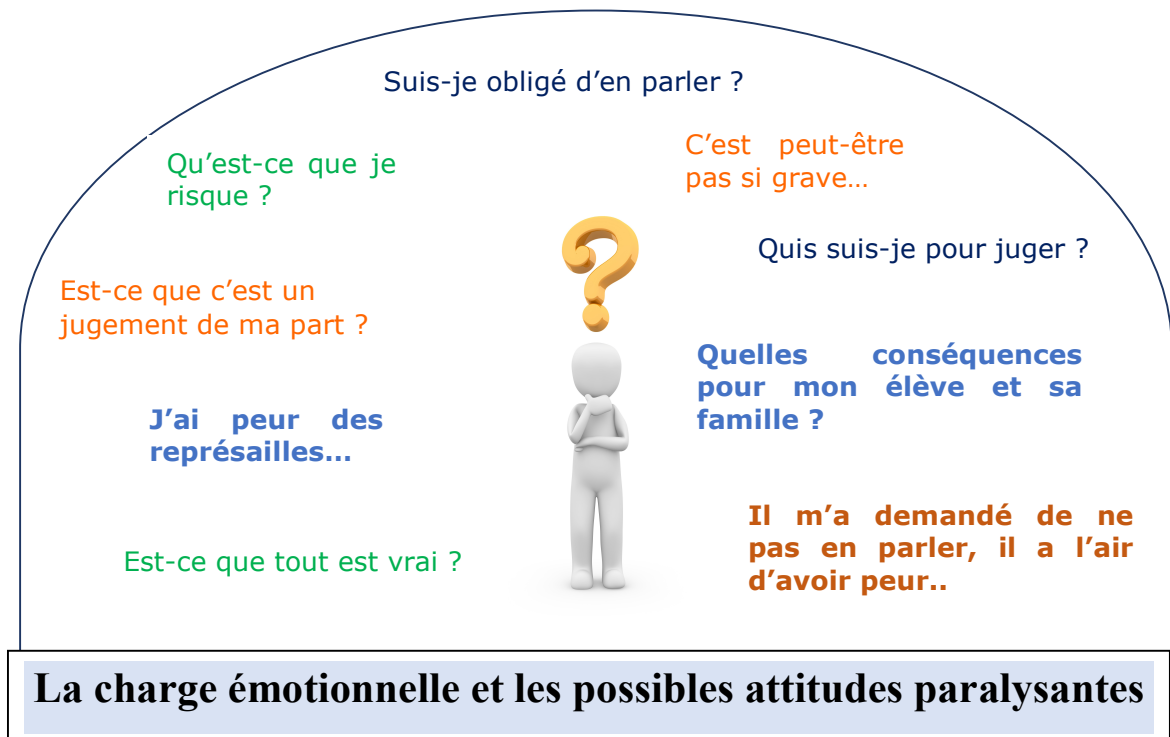 Suis-je obligé d'en parler ?
Qu'est-ce que je
risque ?
C'est peut-être
pas si grave…
Quis suis-je pour juger ?
Est-ce que c'est un
jugement de ma part ?
Quelles conséquences
pour mon élève et sa
famille ?
J'ai peur des
représailles…
Il m'a demandé de ne
pas en parler, il a l'air
d'avoir peur..
Est-ce que tout est vrai ?
La charge émotionnelle et les possibles attitudes paralysantes